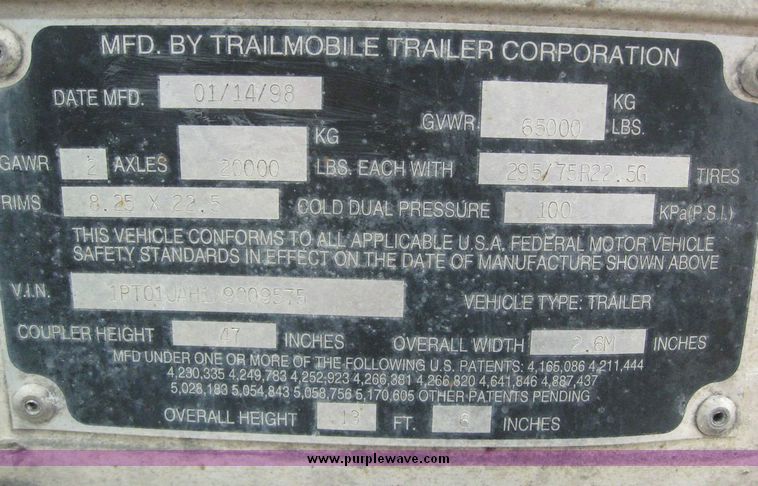 MFD. BY TRAILMOBILE TRAILER CORPORATION
DATE MFD. 01/14/98
GVWR KG
65000 LBS.
KG
GAWR 2 AXLES 20000 LBS. EACH WITH 295/75R22.5G TIRES
RIMS 8.25 X 22.5 COLD DUAL PRESSURE 100 KPa(P.S.I.)
THIS VEHICLE CONFORMS TO ALL APPLICABLE U.S.A. FEDERAL MOTOR VEHICLE
SAFETY STANDARDS IN EFFECT ON THE DATE OF MANUFACTURE SHOWN ABOVE
V.I.N. VEHICLE TYPE: TRAILER
COUPLER HEIGHT 47 INCHES OVERALL WIDTH 2.6M INCHES
MFD UNDER ONE OR MORE OF THE FOLLOWING U.S. PATENTS: 4,165,086 4,211,444
4,230,335 4,249,783 4,252,923 4,266,381 4,266,820 4,641,846 4,887,437
5,028,183 5,054,843 5,058,756 5,170,605 OTHER PATENTS PENDING
OVERALL HEIGHT 13 FT. 6 INCHES
www.purplewave.com